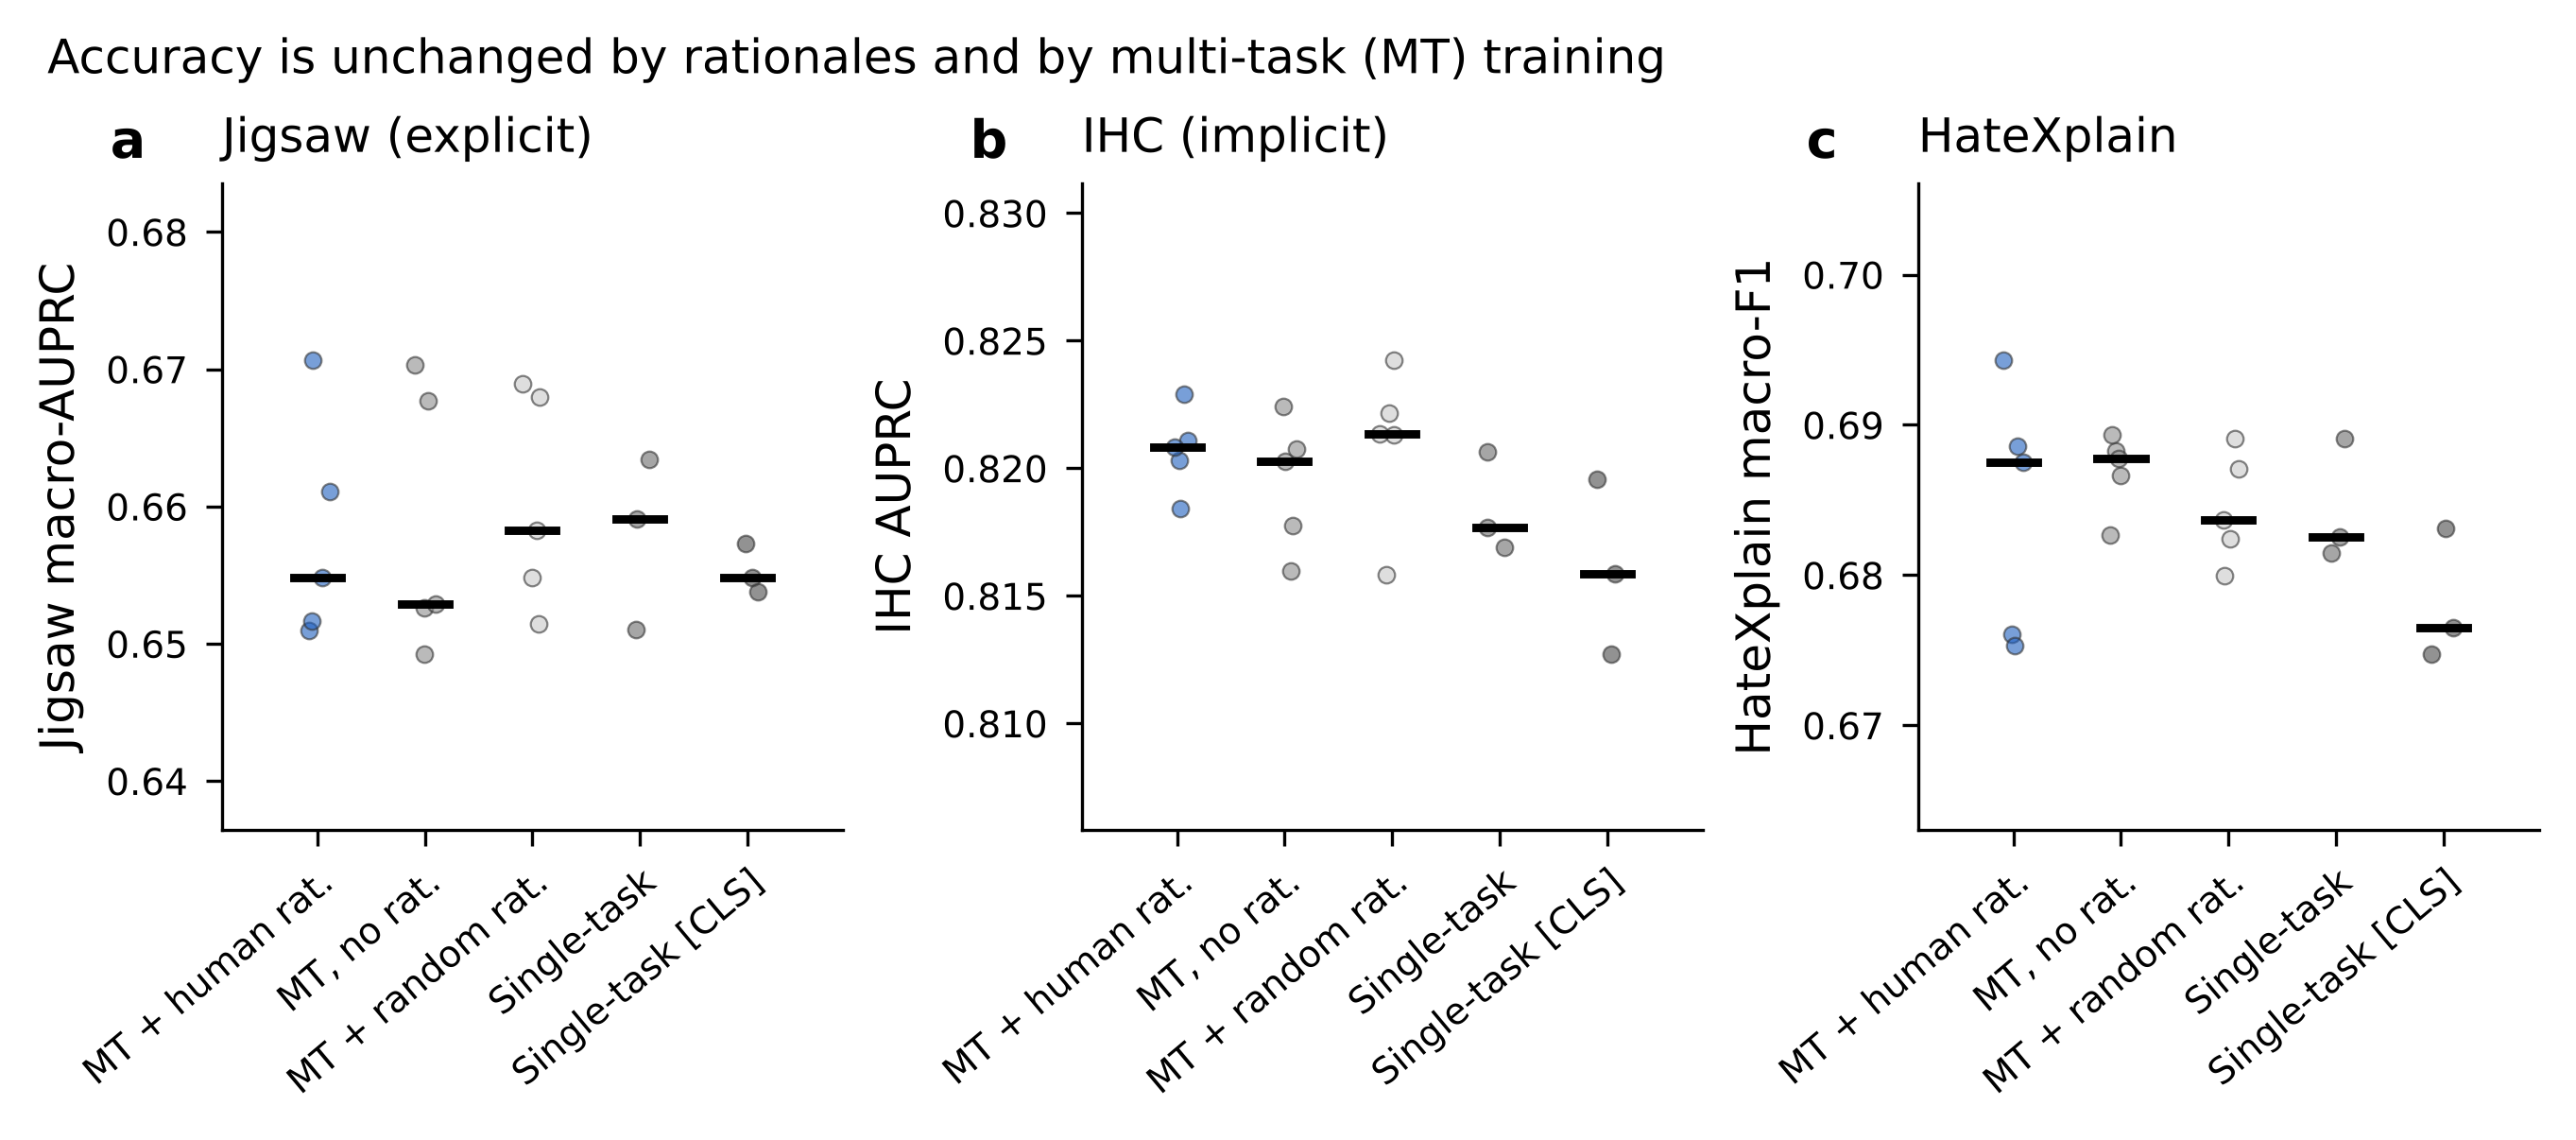 Accuracy is unchanged by rationales and by multi-task (MT) training
a Jigsaw (explicit)
Jigsaw macro-AUPRC
0.68
0.67
0.66
0.65
0.64
MT + human rat.
MT, no rat.
MT + random rat.
Single-task
Single-task [CLS]
b IHC (implicit)
IHC AUPRC
0.830
0.825
0.820
0.815
0.810
MT + human rat.
MT, no rat.
MT + random rat.
Single-task
Single-task [CLS]
c HateXplain
HateXplain macro-F1
0.70
0.69
0.68
0.67
MT + human rat.
MT, no rat.
MT + random rat.
Single-task
Single-task [CLS]